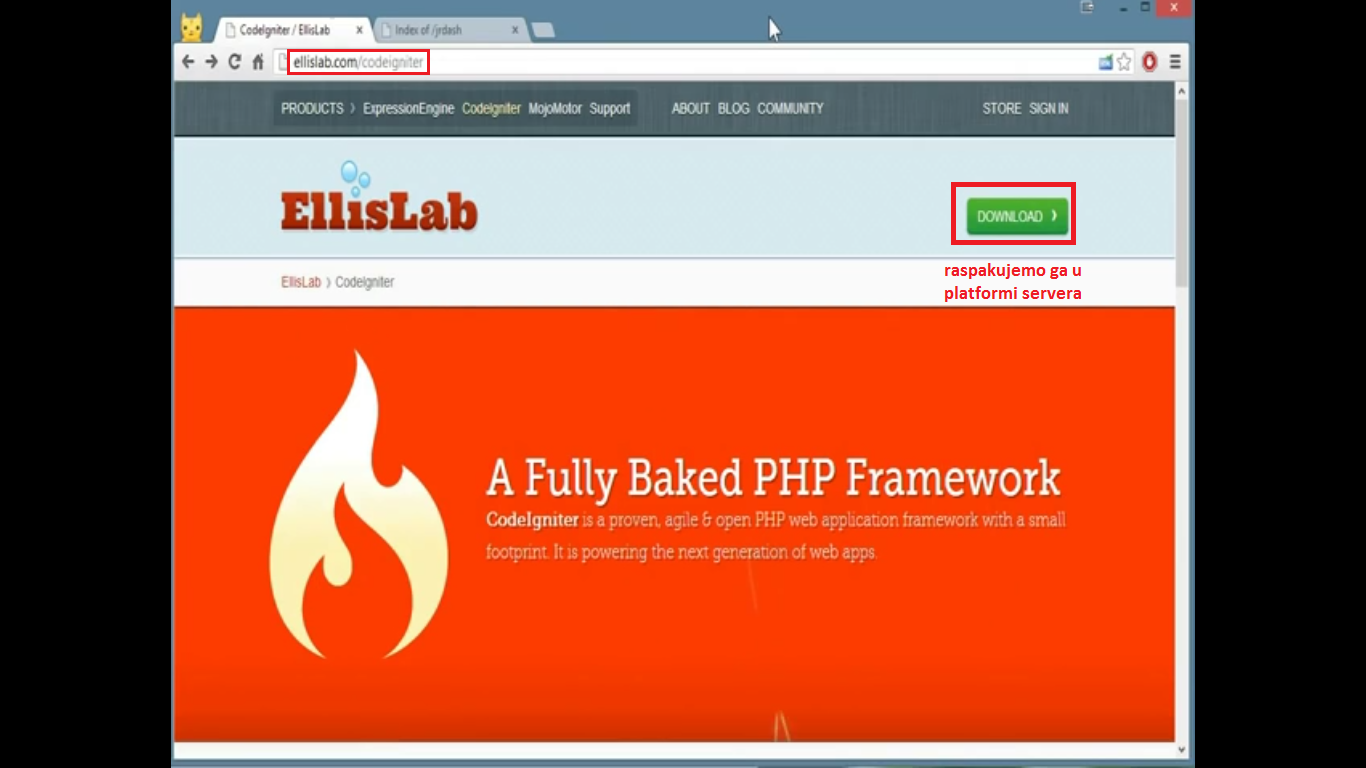 CodeIgniter / EllisLab
Index of /jrdash
ellislab.com/codeigniter
PRODUCTS › ExpressionEngine CodeIgniter MojoMotor Support
ABOUT BLOG COMMUNITY
STORE SIGN IN
EllisLab
DOWNLOAD ›
raspakujemo ga u
platformi servera
EllisLab › CodeIgniter
A Fully Baked PHP Framework
CodeIgniter is a proven, agile & open PHP web application framework with a small
footprint. It is powering the next generation of web apps.